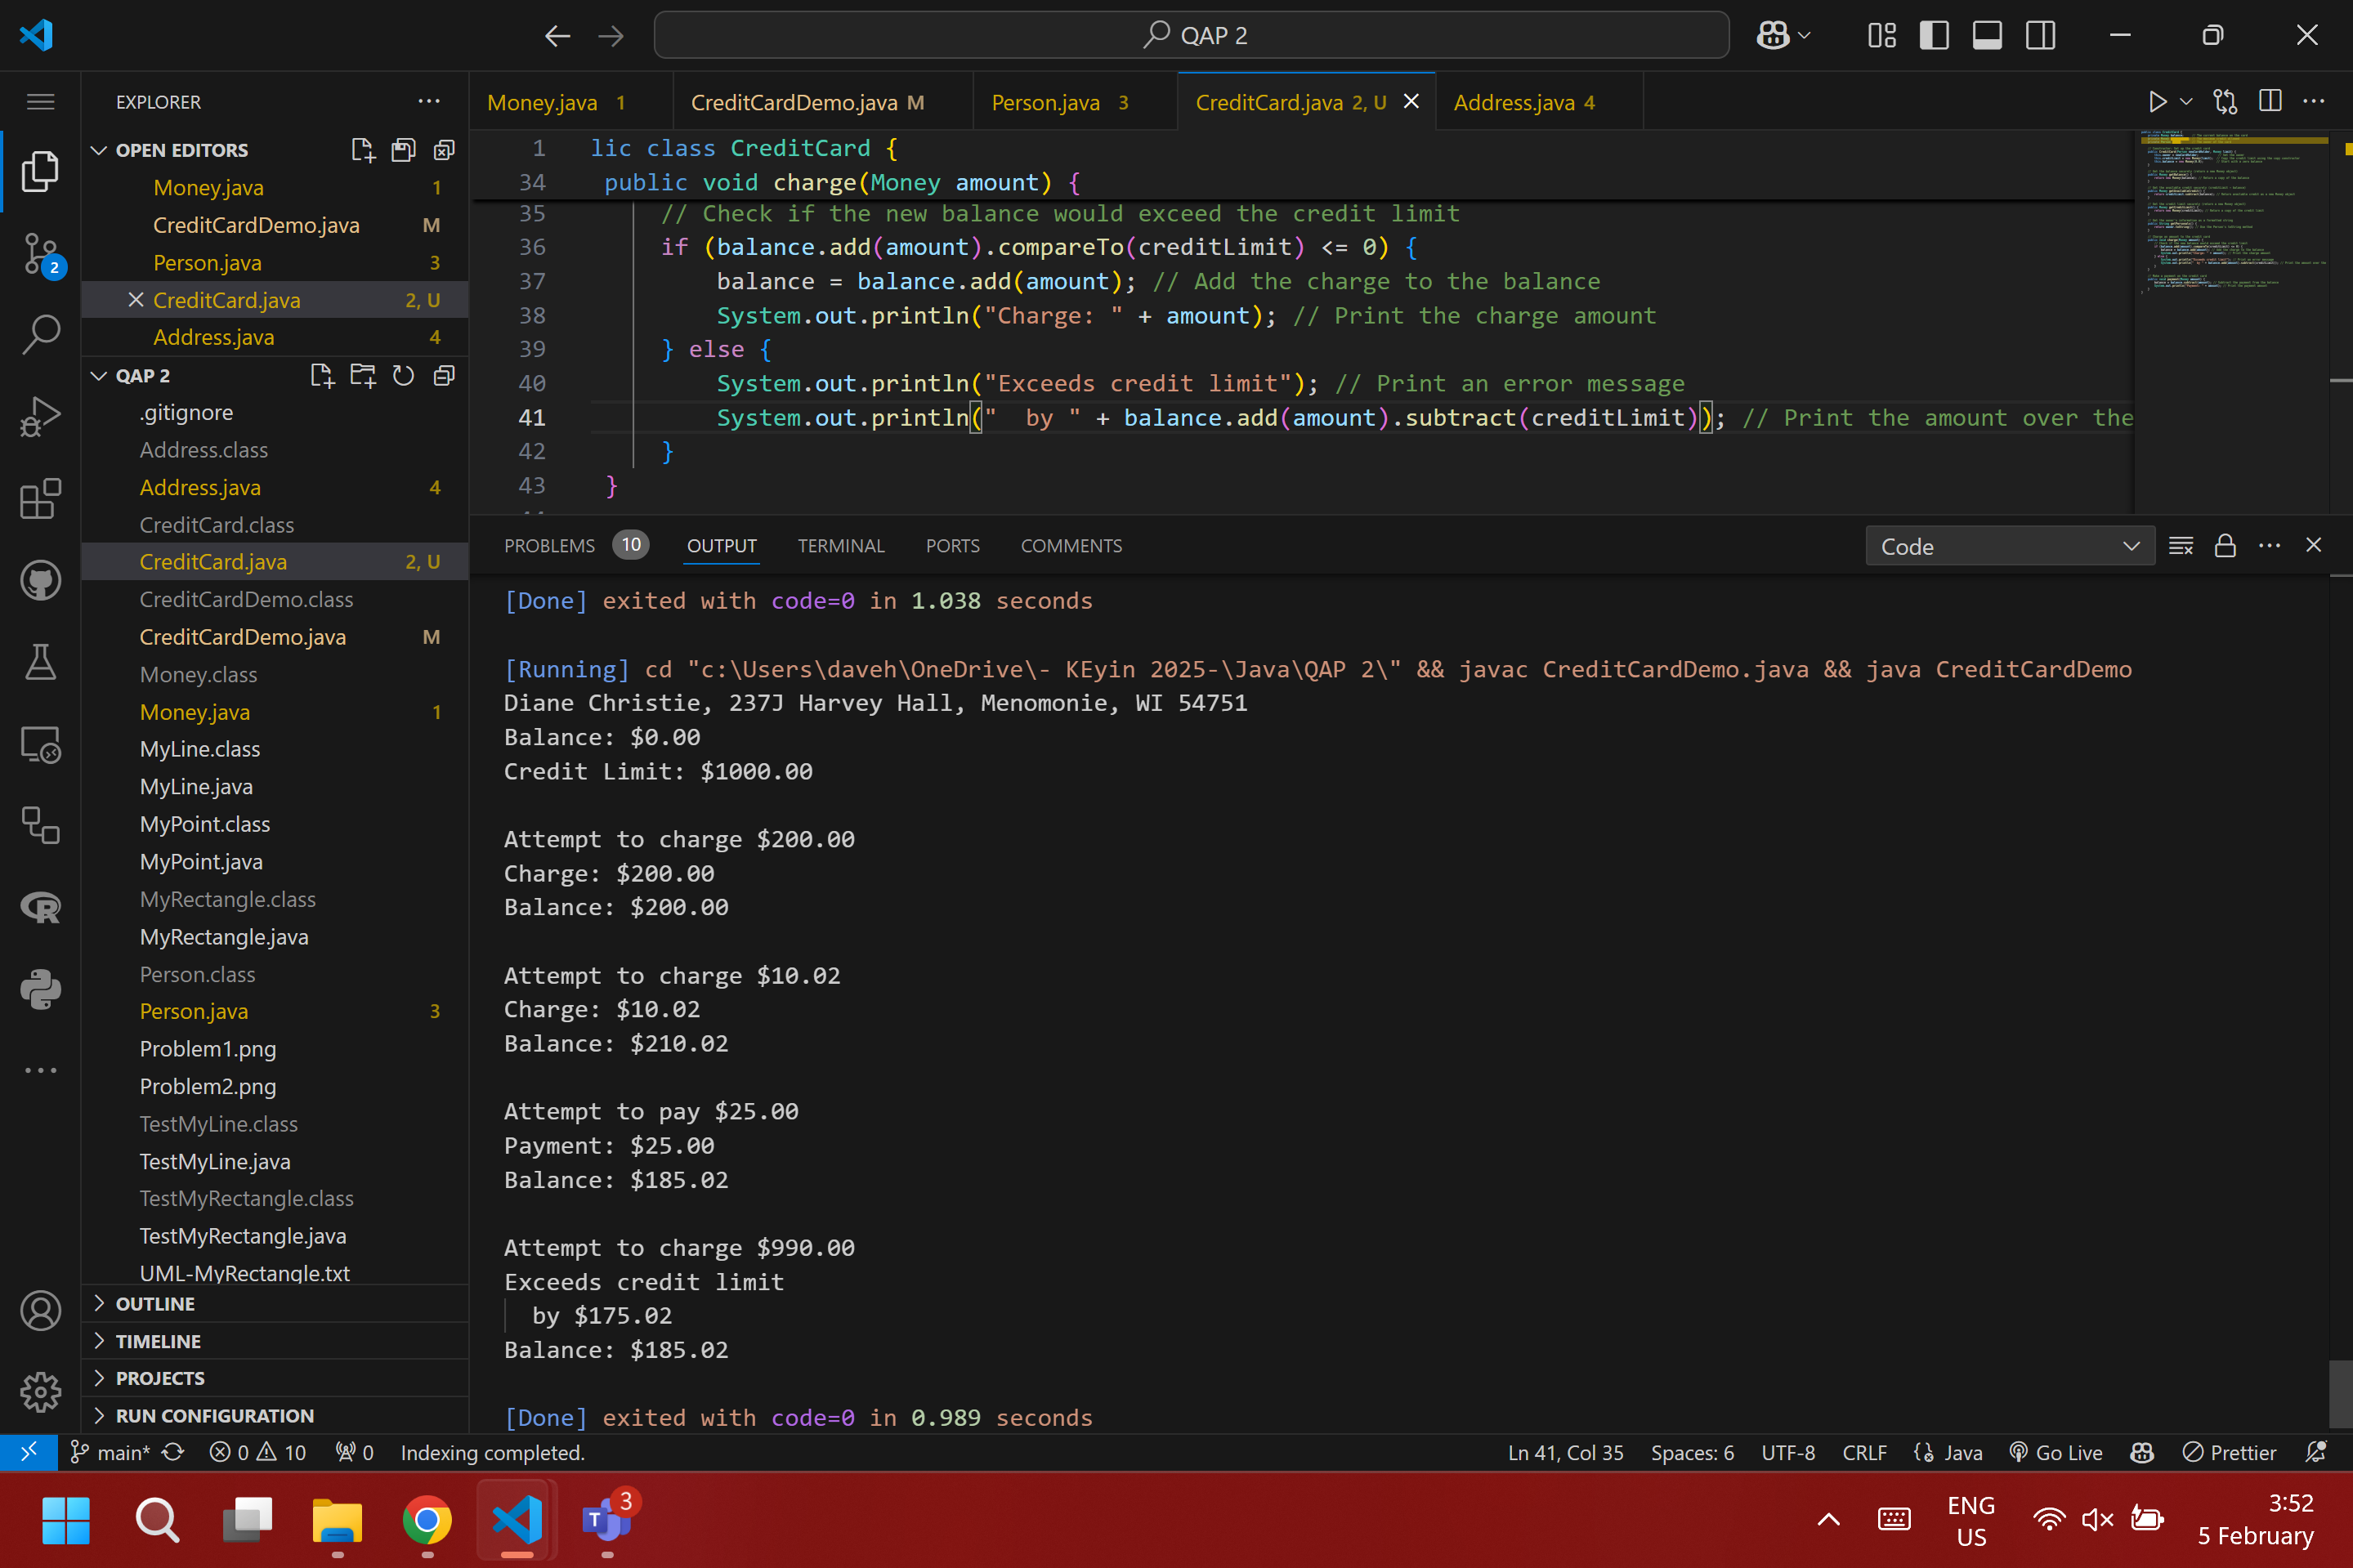 QAP 2
EXPLORER
OPEN EDITORS
Money.java 1
CreditCardDemo.java M
Person.java 3
CreditCard.java 2, U
Address.java 4
QAP 2
.gitignore
Address.class
Address.java 4
CreditCard.class
CreditCard.java 2, U
CreditCardDemo.class
CreditCardDemo.java M
Money.class
Money.java 1
MyLine.class
MyLine.java
MyPoint.class
MyPoint.java
MyRectangle.class
MyRectangle.java
Person.class
Person.java 3
Problem1.png
Problem2.png
TestMyLine.class
TestMyLine.java
TestMyRectangle.class
TestMyRectangle.java
UML-MyRectangle.txt
OUTLINE
TIMELINE
PROJECTS
RUN CONFIGURATION
2
Money.java 1
CreditCardDemo.java M
Person.java 3
CreditCard.java 2, U
Address.java 4
1 lic class CreditCard {
34 public void charge(Money amount) {
35 // Check if the new balance would exceed the credit limit
36 if (balance.add(amount).compareTo(creditLimit) <= 0) {
37 balance = balance.add(amount); // Add the charge to the balance
38 System.out.println("Charge: " + amount); // Print the charge amount
39 } else {
40 System.out.println("Exceeds credit limit"); // Print an error message
41 System.out.println("  by " + balance.add(amount).subtract(creditLimit)); // Print the amount over the
42 }
43 }
PROBLEMS 10 OUTPUT TERMINAL PORTS COMMENTS
Code
[Done] exited with code=0 in 1.038 seconds
[Running] cd "c:\Users\daveh\OneDrive\- KEyin 2025-\Java\QAP 2\" && javac CreditCardDemo.java && java CreditCardDemo
Diane Christie, 237J Harvey Hall, Menomonie, WI 54751
Balance: $0.00
Credit Limit: $1000.00
Attempt to charge $200.00
Charge: $200.00
Balance: $200.00
Attempt to charge $10.02
Charge: $10.02
Balance: $210.02
Attempt to pay $25.00
Payment: $25.00
Balance: $185.02
Attempt to charge $990.00
Exceeds credit limit
by $175.02
Balance: $185.02
[Done] exited with code=0 in 0.989 seconds
main* 0 10 0 Indexing completed.
Ln 41, Col 35 Spaces: 6 UTF-8 CRLF Java Go Live Prettier
T 3
ENG
US
3:52
5 February